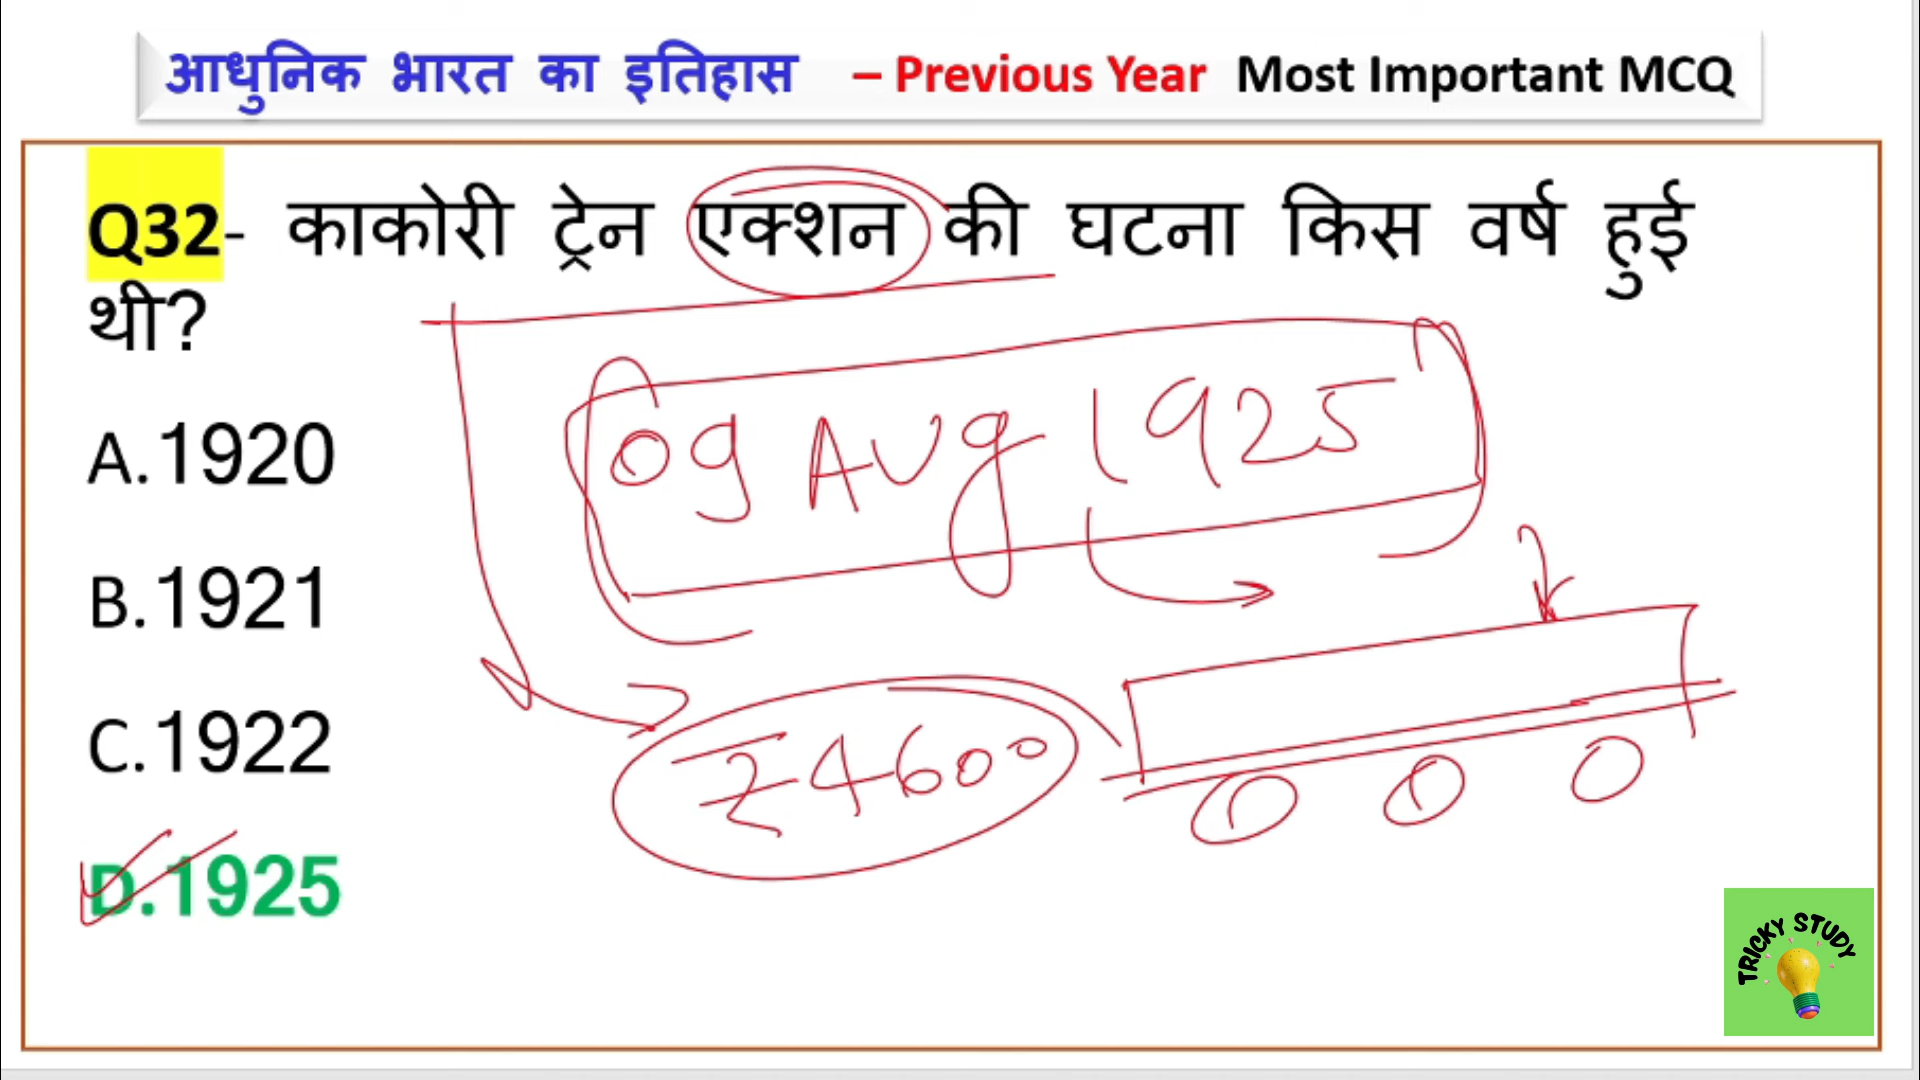 आधुनिक भारत का इतिहास – Previous Year Most Important MCQ
Q32- काकोरी ट्रेन एक्शन की घटना किस वर्ष हुई
थी?
09 Aug 1925
A.1920
B.1921
C.1922
₹4600
D.1925
TRICKY STUDY